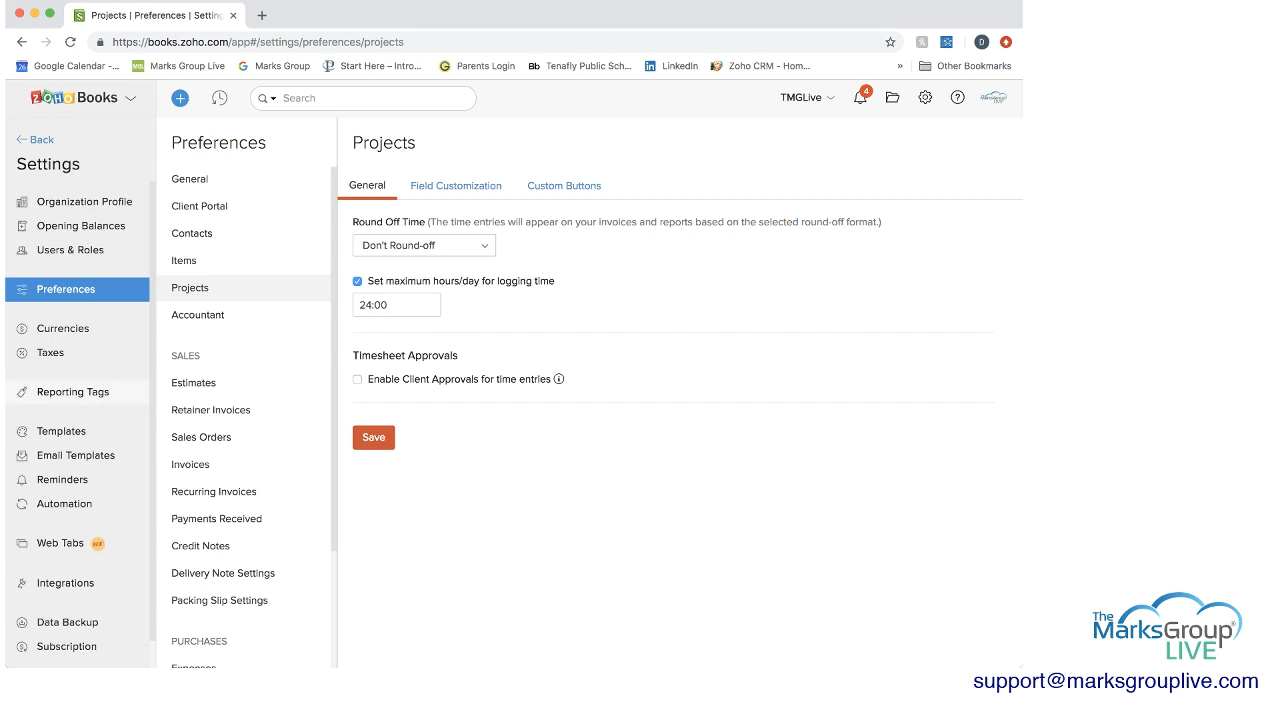 Projects | Preferences | Setting
https://books.zoho.com/app#/settings/preferences/projects
D
Google Calendar -...
Marks Group Live
Marks Group
Start Here – Intro...
Parents Login
Bb Tenafly Public Sch...
LinkedIn
Zoho CRM - Hom...
»
Other Bookmarks
ZOHO Books
Search
TMGLive
4
Back
Settings
Organization Profile
Opening Balances
Users & Roles
Preferences
Currencies
Taxes
Reporting Tags
Templates
Email Templates
Reminders
Automation
Web Tabs
Integrations
Data Backup
Subscription
Preferences
General
Client Portal
Contacts
Items
Projects
Accountant
SALES
Estimates
Retainer Invoices
Sales Orders
Invoices
Recurring Invoices
Payments Received
Credit Notes
Delivery Note Settings
Packing Slip Settings
PURCHASES
Expenses
Projects
General
Field Customization
Custom Buttons
Round Off Time (The time entries will appear on your invoices and reports based on the selected round-off format.)
Don't Round-off
Set maximum hours/day for logging time
24:00
Timesheet Approvals
Enable Client Approvals for time entries
Save
The
MarksGroup®
LIVE
support@marksgrouplive.com